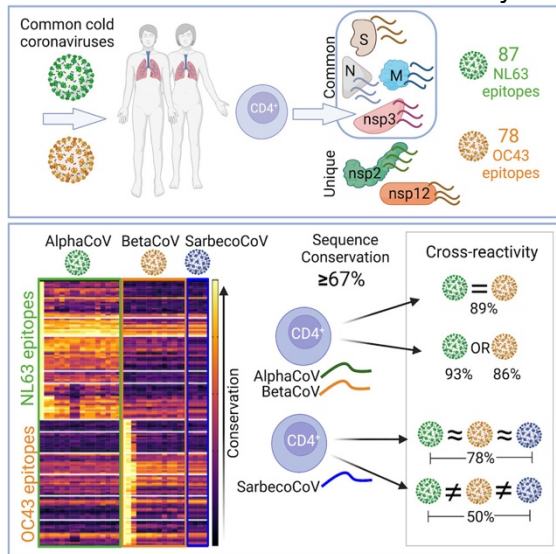 Common cold
coronaviruses
CD4⁺
Common
S
N
M
nsp3
Unique
nsp2
nsp12
87
NL63
epitopes
78
OC43
epitopes
AlphaCoV
BetaCoV
SarbecoCoV
NL63 epitopes
OC43 epitopes
Conservation
Sequence
Conservation
≥67%
CD4⁺
AlphaCoV
BetaCoV
CD4⁺
SarbecoCoV
Cross-reactivity
=
89%
OR
93% 86%
≈ ≈
78%
≠ ≠
50%